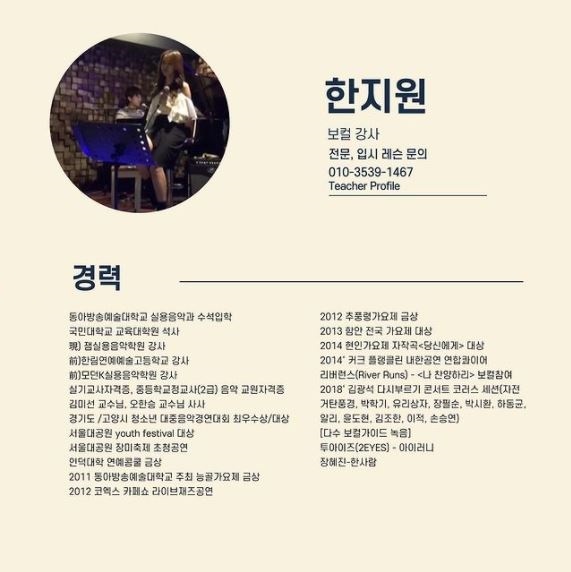 한지원
보컬 강사
전문, 입시 레슨 문의
010-3539-1467
Teacher Profile
경력
동아방송예술대학교 실용음악과 수석입학
국민대학교 교육대학원 석사
現) 잼실용음악학원 강사
前)한림연예예술고등학교 강사
前)모던K실용음악학원 강사
실기교사자격증, 중등학교정교사(2급) 음악 교원자격증
김미선 교수님, 오한승 교수님 사사
경기도 /고양시 청소년 대중음악경연대회 최우수상/대상
서울대공원 youth festival 대상
서울대공원 장미축제 초청공연
인덕대학 연예콩쿨 금상
2011 동아방송예술대학교 주최 능골가요제 금상
2012 코엑스 카페쇼 라이브재즈공연
2012 추풍령가요제 금상
2013 함안 전국 가요제 대상
2014 현인가요제 자작곡<당신에게> 대상
2014' 커크 플랭클린 내한공연 연합콰이어
리버런스(River Runs) - <나 찬양하리> 보컬참여
2018' 김광석 다시부르기 콘서트 코러스 세션(자전
거탄풍경, 박학기, 유리상자, 장필순, 박시환, 하동균,
알리, 윤도현, 김조한, 이적, 손승연)
[다수 보컬가이드 녹음]
투아이즈(2EYES) - 아이러니
장혜진-한사람